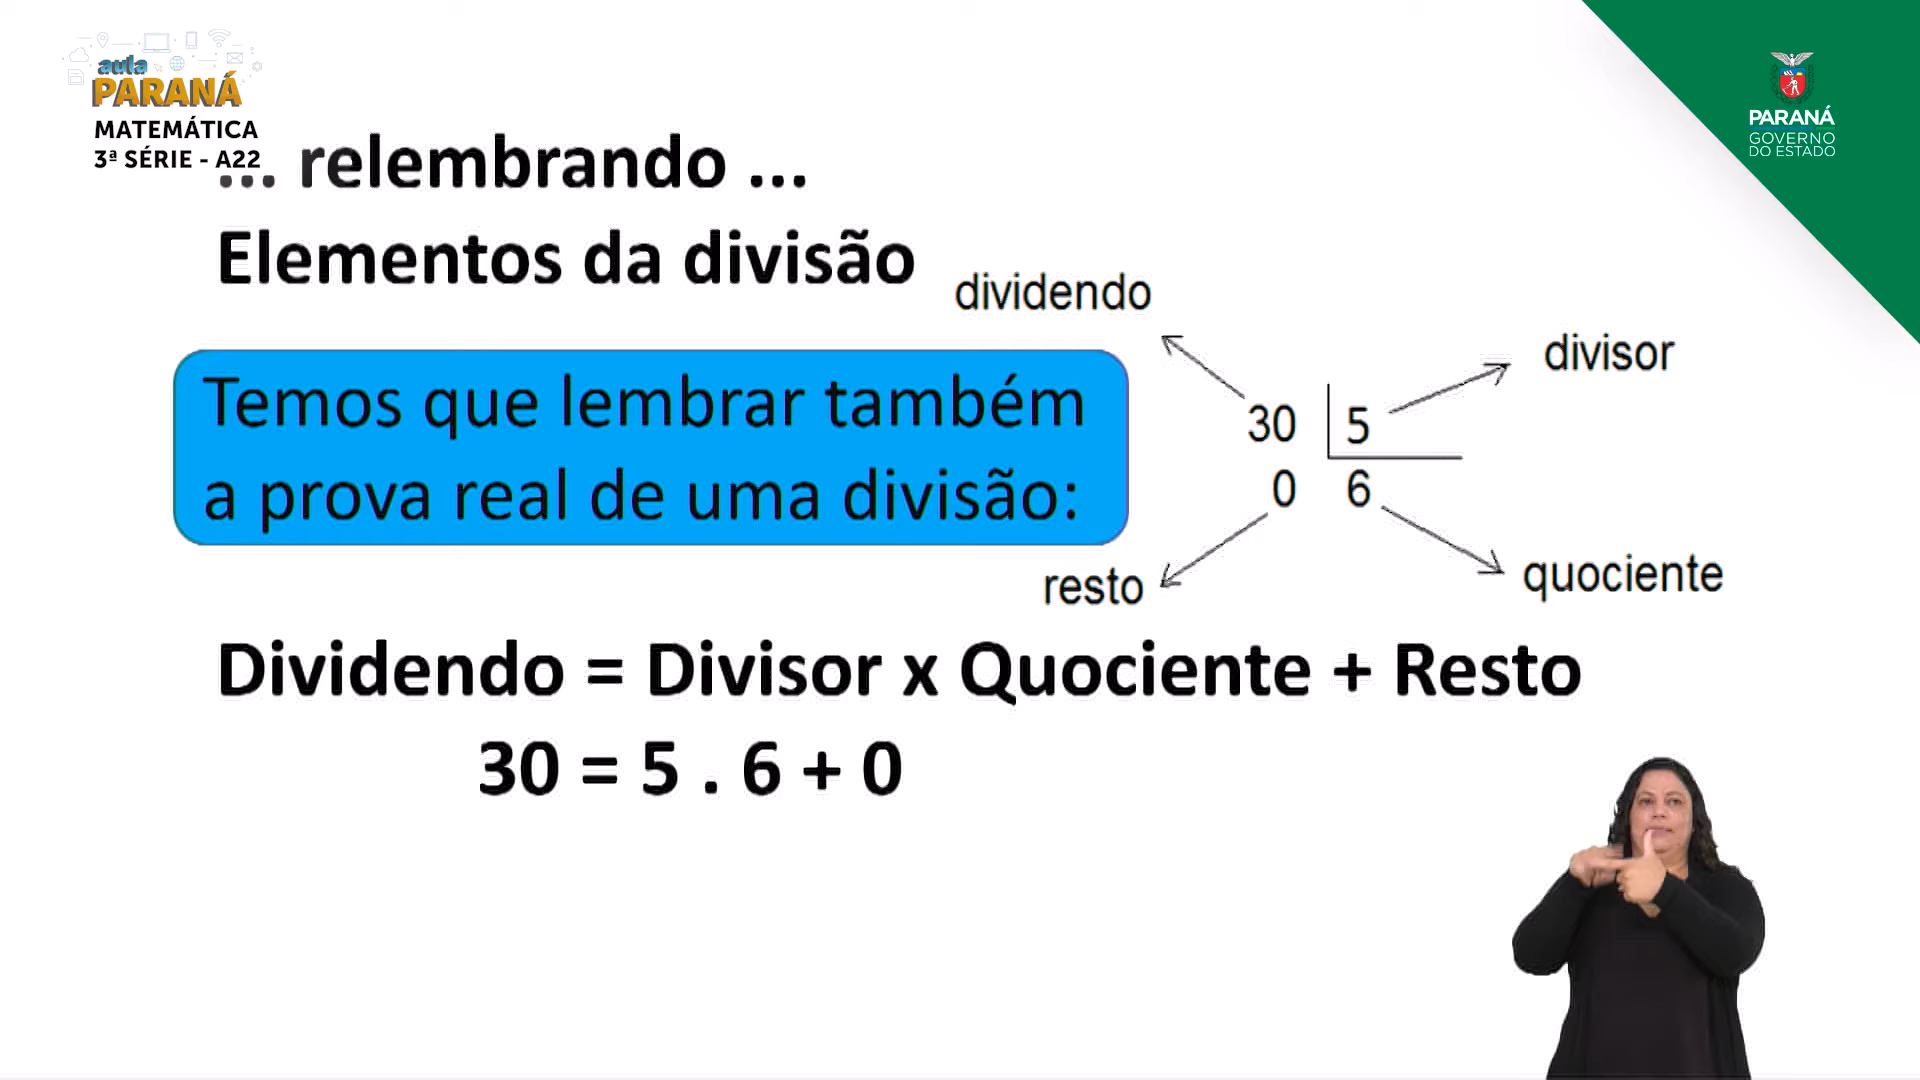 aula
PARANÁ
MATEMÁTICA
3ª SÉRIE - A22
PARANÁ
GOVERNO
DO ESTADO
... relembrando ...
Elementos da divisão
dividendo
divisor
Temos que lembrar também
a prova real de uma divisão:
30 5
0 6
resto
quociente
Dividendo = Divisor x Quociente + Resto
30 = 5 . 6 + 0